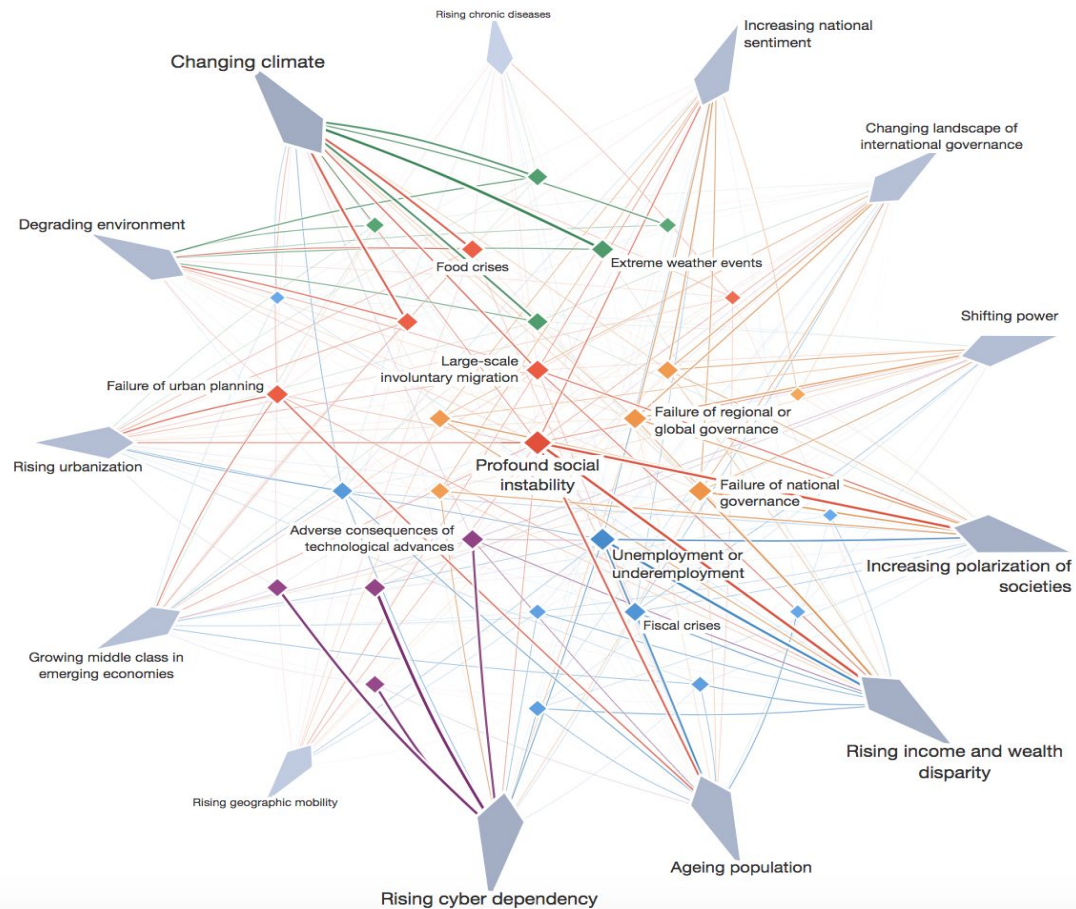 Rising chronic diseases
Increasing national
sentiment
Changing climate
Changing landscape of
international governance
Degrading environment
Food crises
Extreme weather events
Shifting power
Large-scale
involuntary migration
Failure of urban planning
Failure of regional or
global governance
Rising urbanization
Profound social
instability
Failure of national
governance
Adverse consequences of
technological advances
Unemployment or
underemployment
Increasing polarization of
societies
Fiscal crises
Growing middle class in
emerging economies
Rising income and wealth
disparity
Rising geographic mobility
Ageing population
Rising cyber dependency